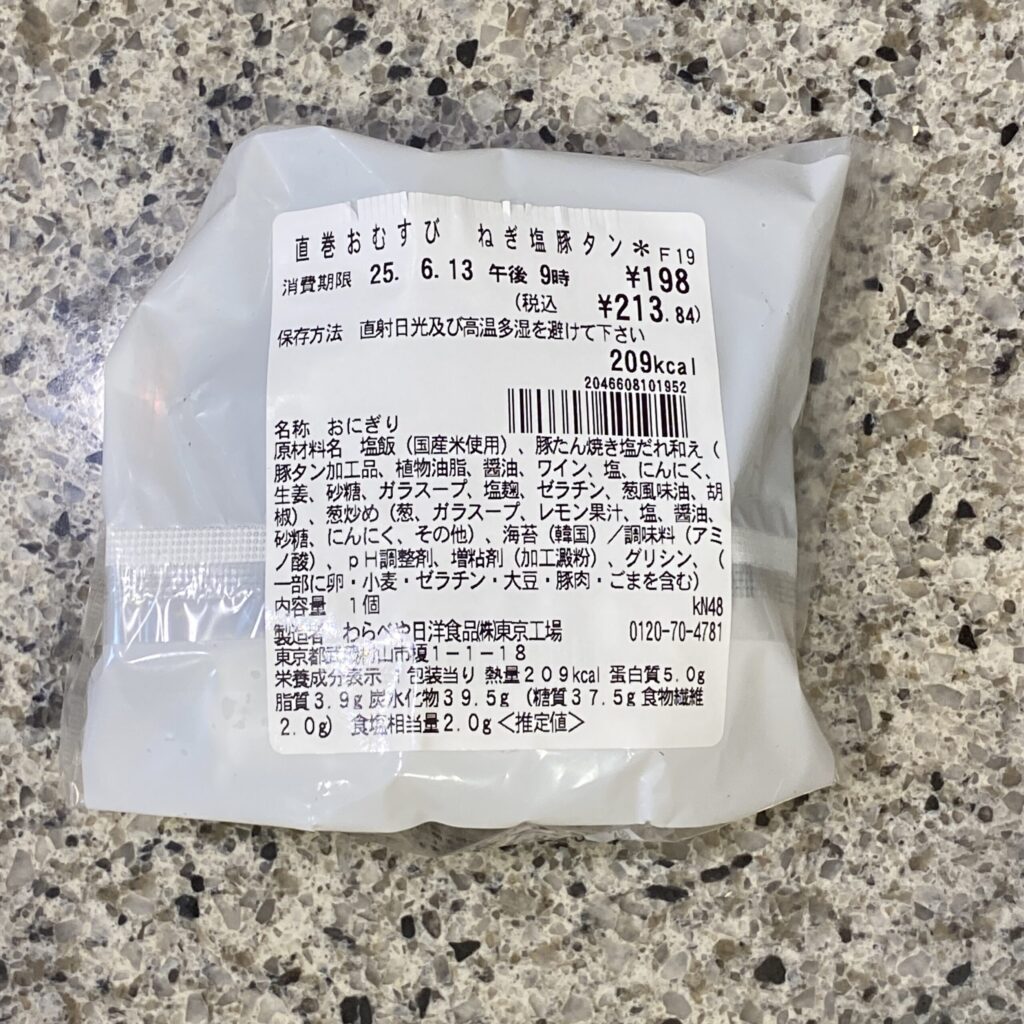 直巻おむすび ねぎ塩豚タン＊ F19
消費期限 25. 6.13 午後 9時 ¥198
(税込 ¥213.84)
保存方法 直射日光及び高温多湿を避けて下さい
209kcal
2046608101952
名称 おにぎり
原材料名 塩飯（国産米使用）、豚たん焼き塩だれ和え（
豚タン加工品、植物油脂、醤油、ワイン、塩、にんにく、
生姜、砂糖、ガラスープ、塩麹、ゼラチン、葱風味油、胡
椒）、葱炒め（葱、ガラスープ、レモン果汁、塩、醤油、
砂糖、にんにく、その他）、海苔（韓国）／調味料（アミ
ノ酸）、ｐＨ調整剤、増粘剤（加工澱粉）、グリシン、（
一部に卵・小麦・ゼラチン・大豆・豚肉・ごまを含む）
内容量 1個 kN48
製造者 わらべや日洋食品㈱東京工場 0120-70-4781
東京都武蔵村山市榎１－１－１８
栄養成分表示 包装当り 熱量２０９kcal 蛋白質５.０g
脂質３.９g 炭水化物３９.５g （糖質３７.５g 食物繊維
２.０g） 食塩相当量２.０g＜推定値＞